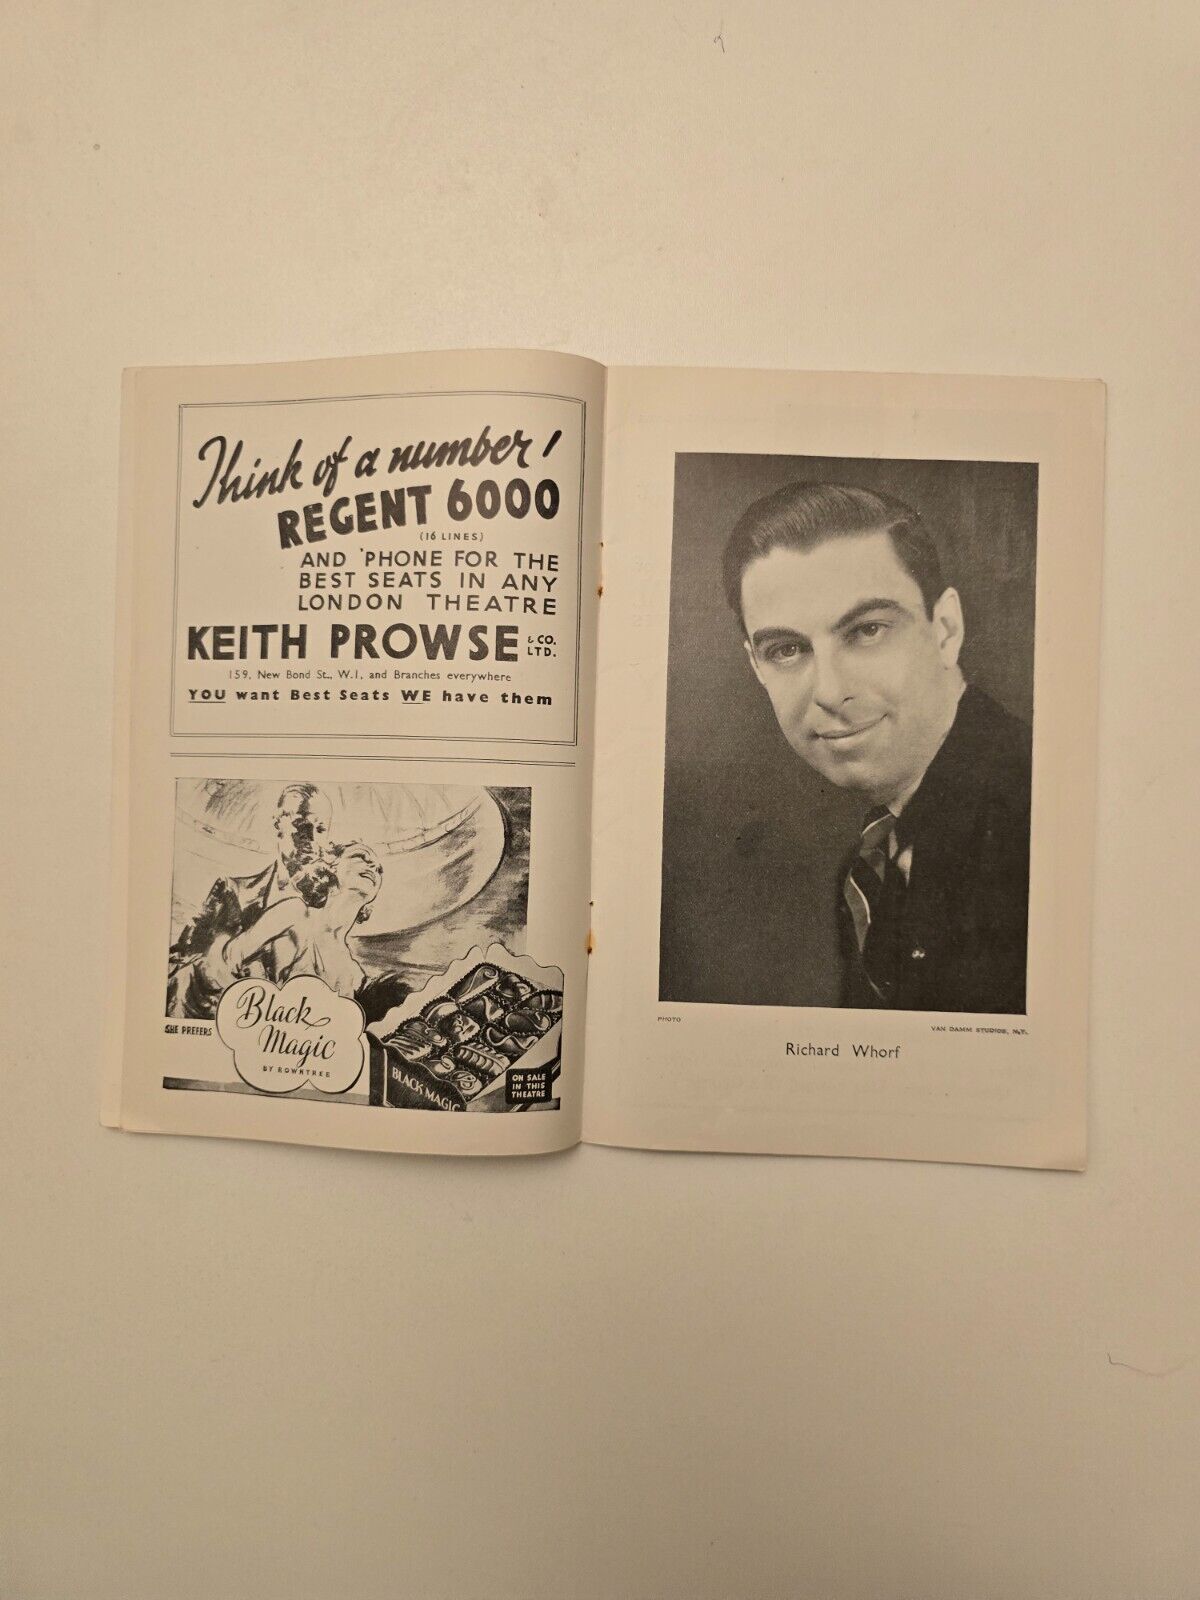 Think of a number!
REGENT 6000
(16 LINES)
AND 'PHONE FOR THE
BEST SEATS IN ANY
LONDON THEATRE
KEITH PROWSE & CO. LTD.
159, New Bond St., W.1, and Branches everywhere
YOU want Best Seats WE have them
SHE PREFERS
Black
Magic
BY ROWNTREE
BLACK MAGIC
ON SALE
IN THIS
THEATRE
PHOTO
VAN DAMM STUDIOS, N.Y.
Richard Whorf